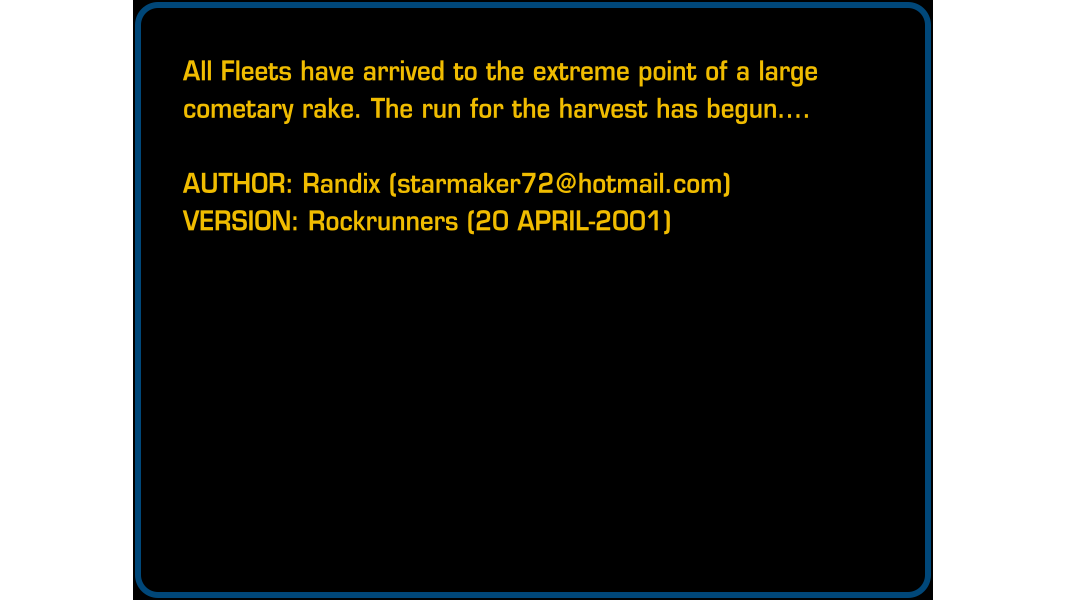 All Fleets have arrived to the extreme point of a large
cometary rake. The run for the harvest has begun....
AUTHOR: Randix (starmaker72@hotmail.com)
VERSION: Rockrunners (20 APRIL-2001)